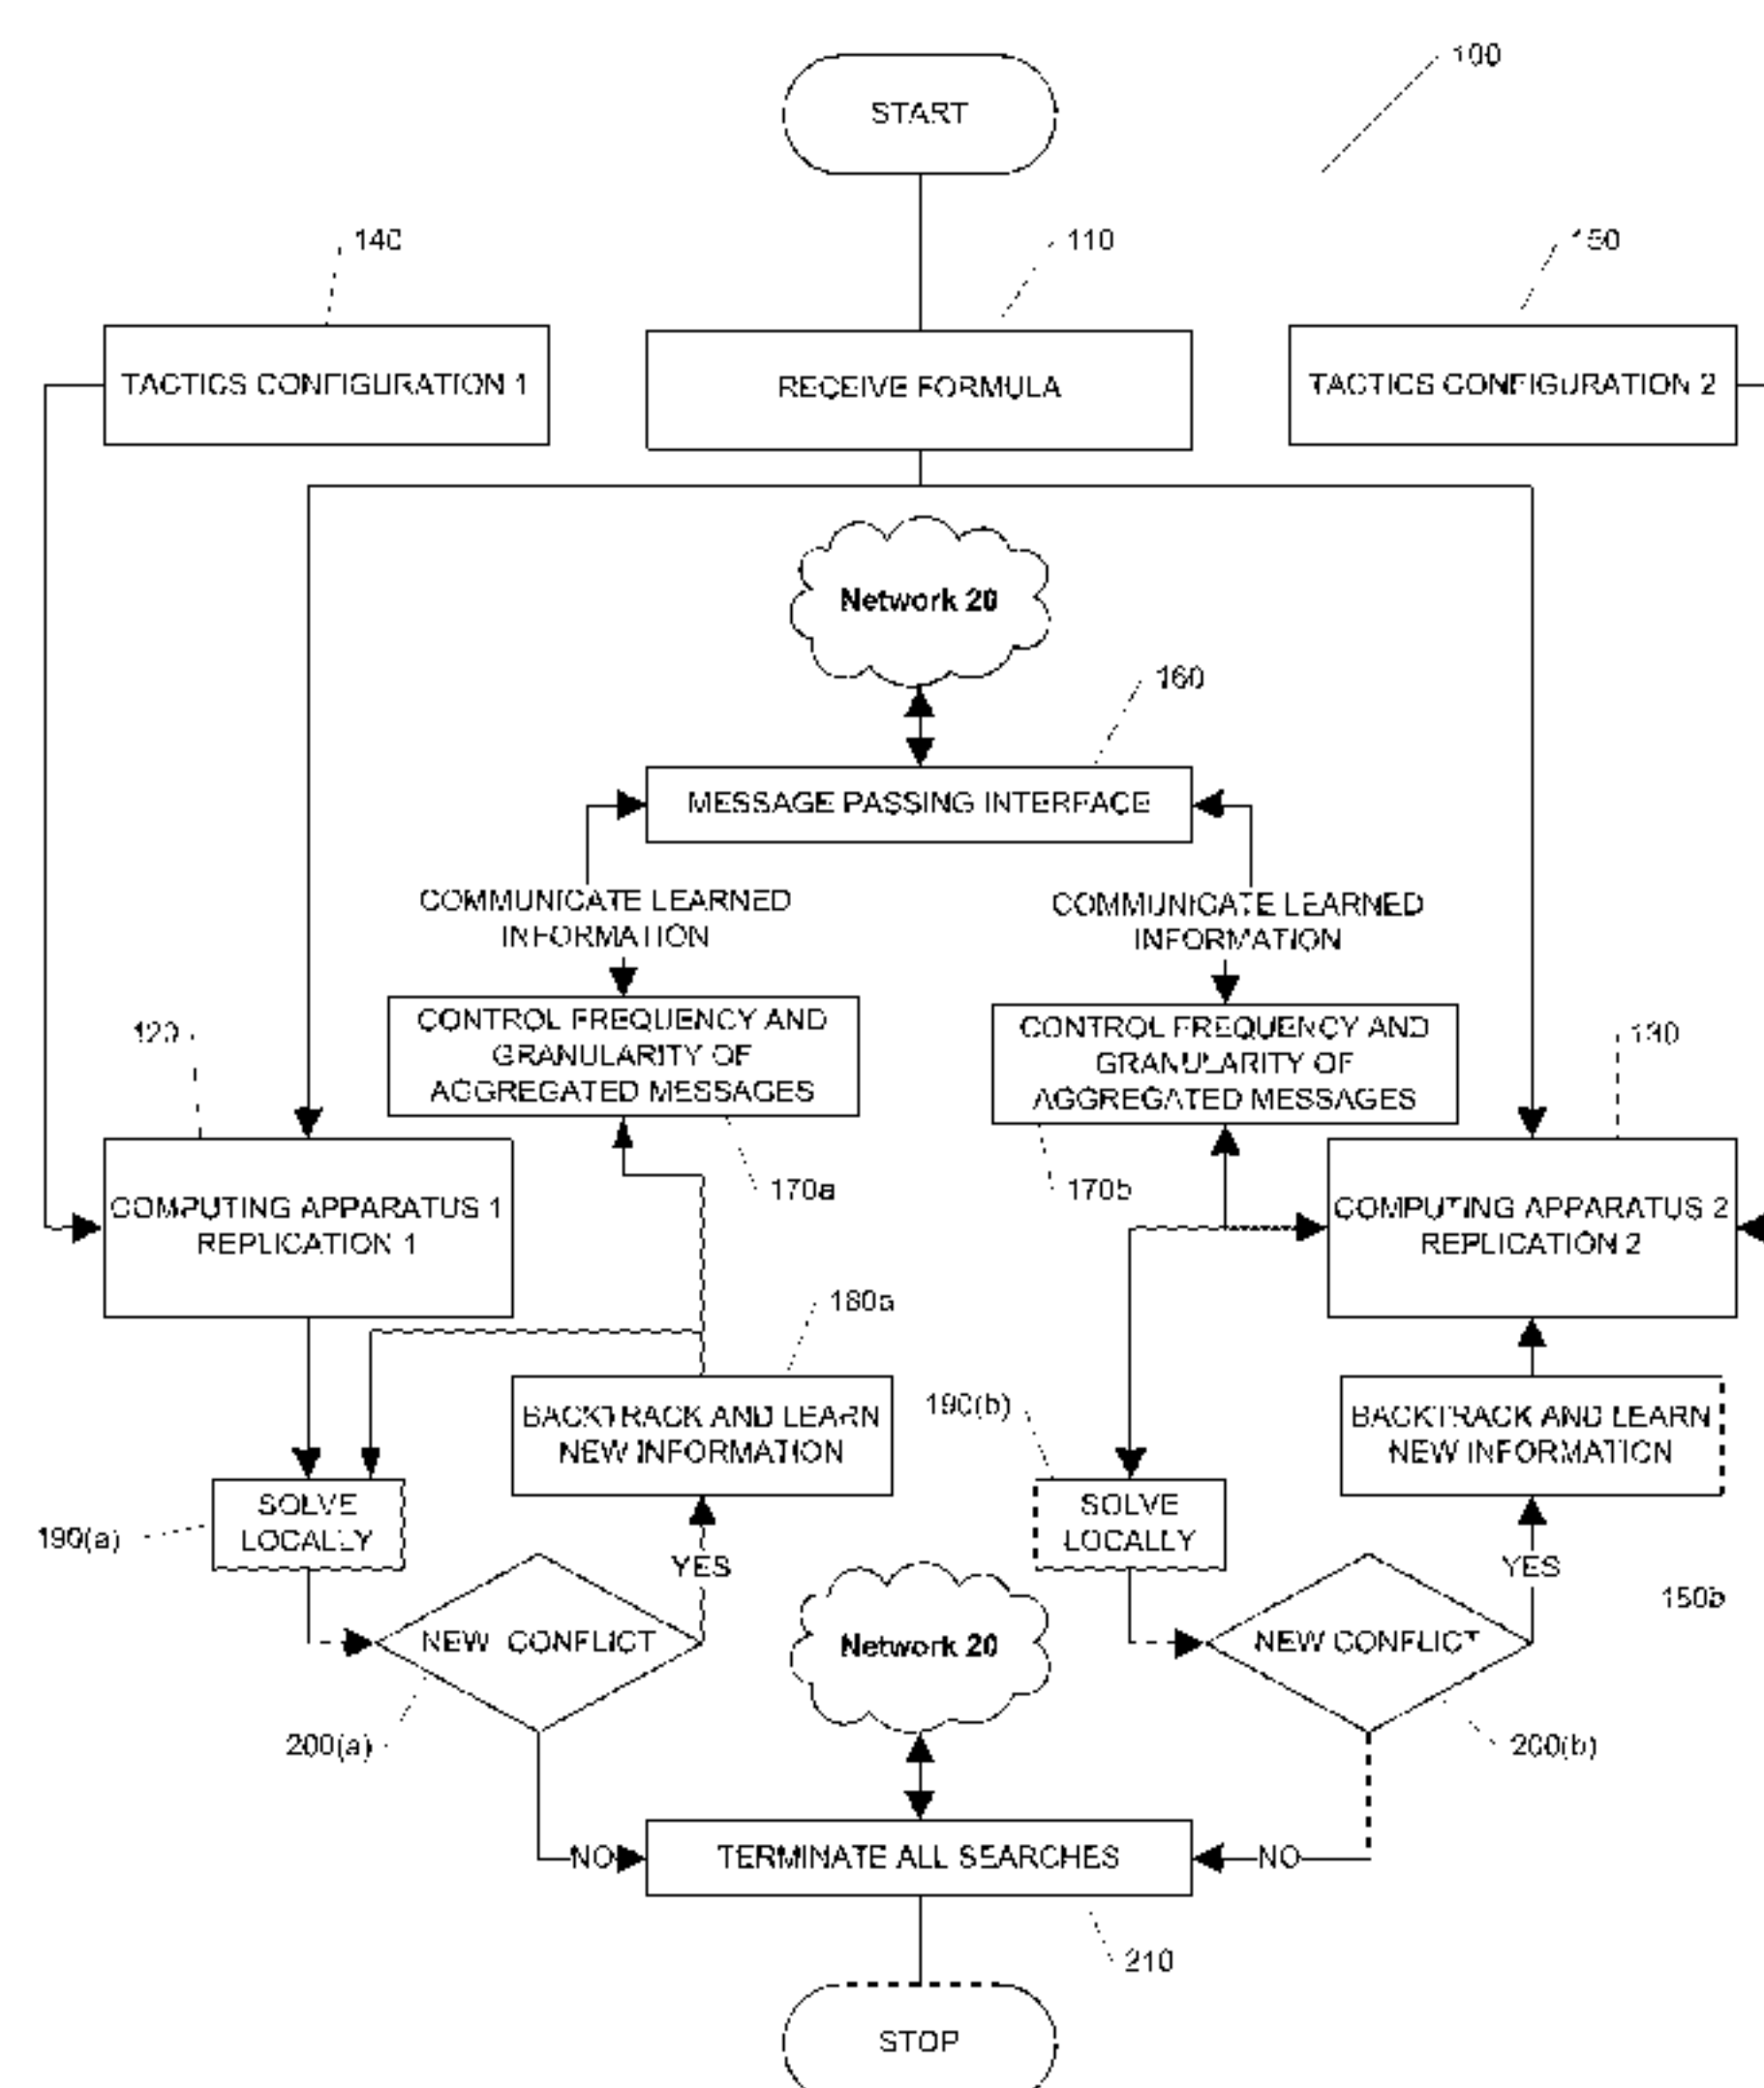 100
START
140
110
150
TACTICS CONFIGURATION 1
RECEIVE FORMULA
TACTICS CONFIGURATION 2
Network 20
160
MESSAGE PASSING INTERFACE
COMMUNICATE LEARNED
INFORMATION
COMMUNICATE LEARNED
INFORMATION
120
CONTROL FREQUENCY AND
GRANULARITY OF
AGGREGATED MESSAGES
CONTROL FREQUENCY AND
GRANULARITY OF
AGGREGATED MESSAGES
130
170a
170b
COMPUTING APPARATUS 1
REPLICATION 1
COMPUTING APPARATUS 2
REPLICATION 2
180a
190(b)
BACKTRACK AND LEARN
NEW INFORMATION
BACKTRACK AND LEARN
NEW INFORMATION
190(a)
SOLVE
LOCALLY
SOLVE
LOCALLY
YES
YES
NEW CONFLICT
Network 20
NEW CONFLICT
200(a)
200(b)
NO
TERMINATE ALL SEARCHES
NO
210
STOP